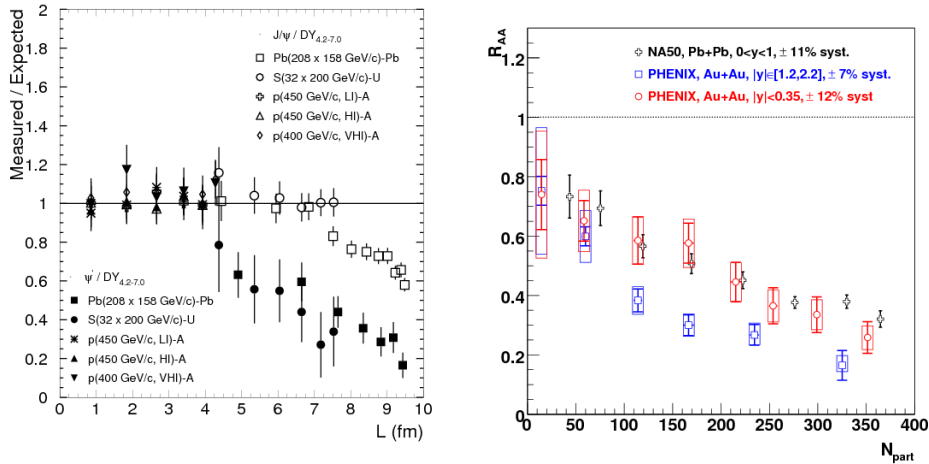 Measured / Expected
2
1.8
1.6
1.4
1.2
1
0.8
0.6
0.4
0.2
0
J/ψ / DY4.2-7.0
Pb(208 x 158 GeV/c)-Pb
S(32 x 200 GeV/c)-U
p(450 GeV/c, LI)-A
p(450 GeV/c, HI)-A
p(400 GeV/c, VHI)-A
ψ' / DY4.2-7.0
Pb(208 x 158 GeV/c)-Pb
S(32 x 200 GeV/c)-U
p(450 GeV/c, LI)-A
p(450 GeV/c, HI)-A
p(400 GeV/c, VHI)-A
0 1 2 3 4 5 6 7 8 9 10
L (fm)
RAA
1.2
1
0.8
0.6
0.4
0.2
0
NA50, Pb+Pb, 0<y<1, ± 11% syst.
PHENIX, Au+Au, |y|∈[1.2,2.2], ± 7% syst.
PHENIX, Au+Au, |y|<0.35, ± 12% syst
0 50 100 150 200 250 300 350 400
Npart